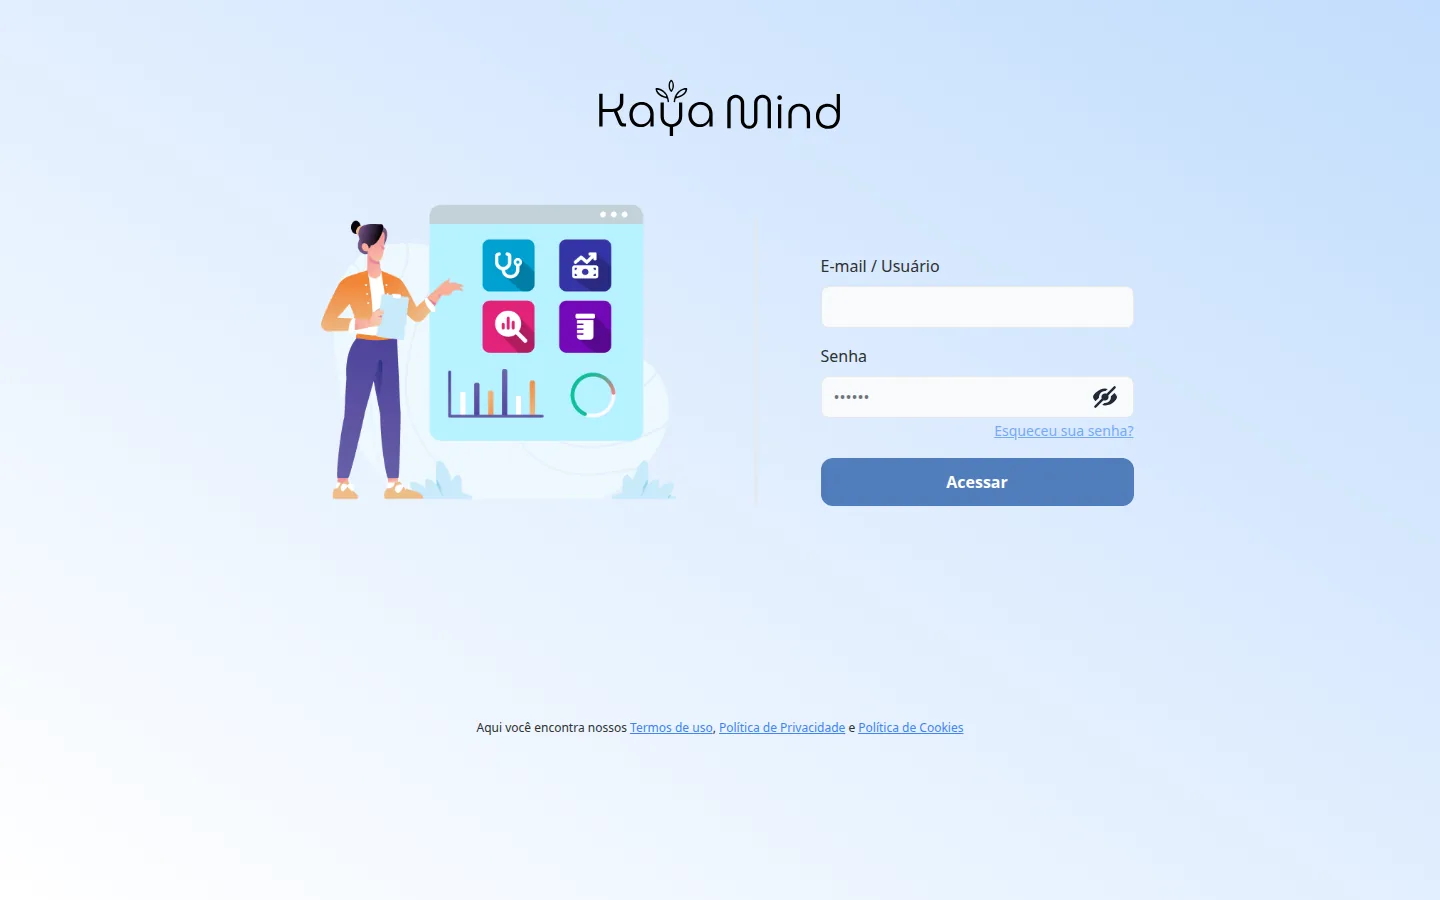 Kaya Mind
E-mail / Usuário
Senha
••••••
Esqueceu sua senha?
Acessar
Aqui você encontra nossos Termos de uso, Política de Privacidade e Política de Cookies